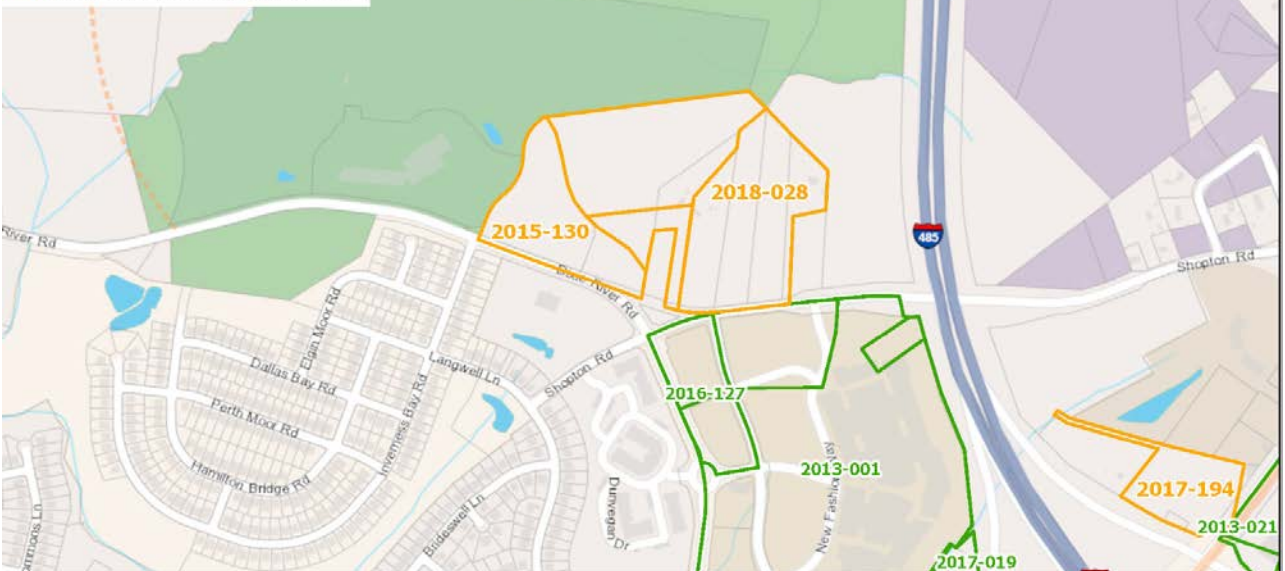 2018-028
2015-130
485
River Rd
Shopton Rd
Dixie River Rd
Elgin Moor Rd
Langwell Ln
Shopton Rd
Dallas Bay Rd
2016-127
Perth Moor Rd
Inverness Bay Rd
Hamilton Bridge Rd
2013-001
New Fashion Way
2017-194
Dunvegan Dr
Brideswell Ln
ommons Ln
2013-021
2017-019